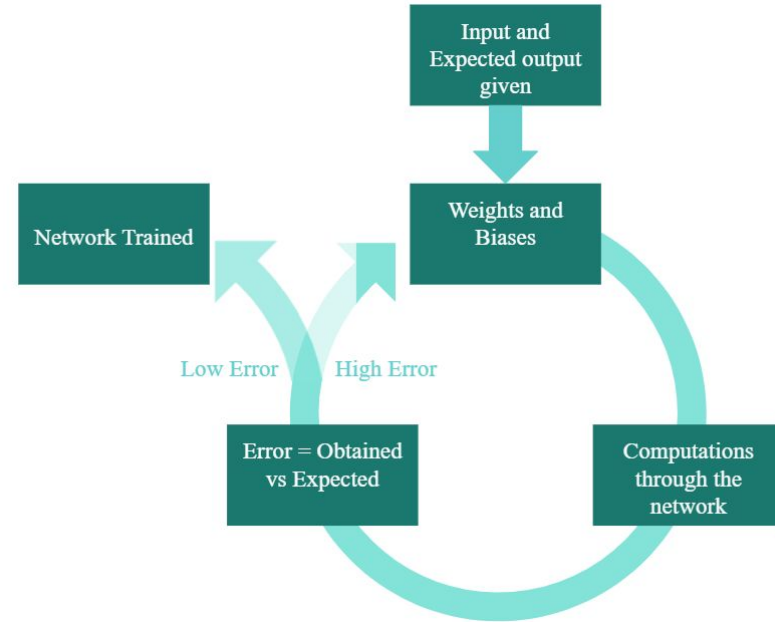 Input and
Expected output
given
Network Trained
Weights and
Biases
Low Error
High Error
Error = Obtained
vs Expected
Computations
through the
network